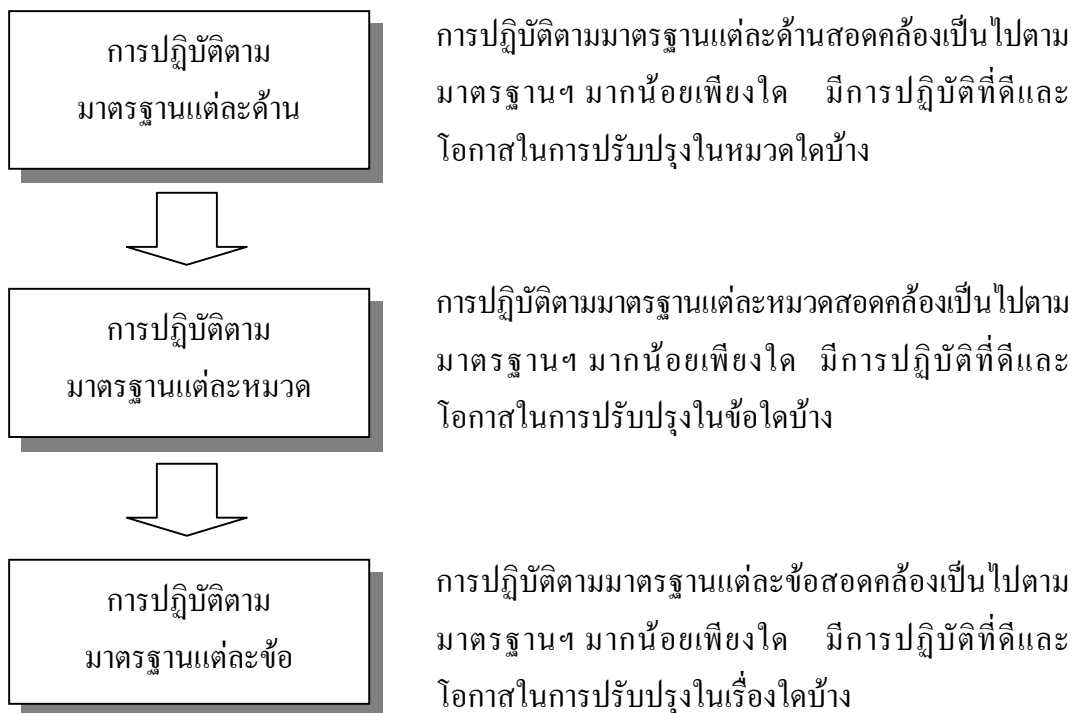 การปฏิบัติตาม
มาตรฐานแต่ละด้าน
การปฏิบัติตามมาตรฐานแต่ละด้านสอดคล้องเป็นไปตาม
มาตรฐานฯ มากน้อยเพียงใด มีการปฏิบัติที่ดีและ
โอกาสในการปรับปรุงในหมวดใดบ้าง
การปฏิบัติตาม
มาตรฐานแต่ละหมวด
การปฏิบัติตามมาตรฐานแต่ละหมวดสอดคล้องเป็นไปตาม
มาตรฐานฯ มากน้อยเพียงใด มีการปฏิบัติที่ดีและ
โอกาสในการปรับปรุงในข้อใดบ้าง
การปฏิบัติตาม
มาตรฐานแต่ละข้อ
การปฏิบัติตามมาตรฐานแต่ละข้อสอดคล้องเป็นไปตาม
มาตรฐานฯ มากน้อยเพียงใด มีการปฏิบัติที่ดีและ
โอกาสในการปรับปรุงในเรื่องใดบ้าง